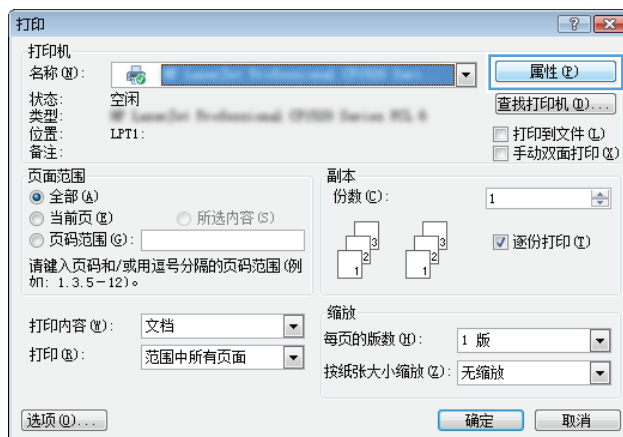 打印
打印机
名称(N):
属性(P)
状态: 空闲
查找打印机(D)...
类型:
位置: LPT1:
打印到文件(L)
备注:
手动双面打印(X)
页面范围
全部(A)
当前页(E) 所选内容(S)
页码范围(G):
请键入页码和/或用逗号分隔的页码范围(例
如: 1.3.5-12)。
副本
份数(C): 1
1 2 3 1 2 3
逐份打印(T)
打印内容(W): 文档
打印(R): 范围中所有页面
缩放
每页的版数(H): 1 版
按纸张大小缩放(Z): 无缩放
选项(O)... 确定 取消